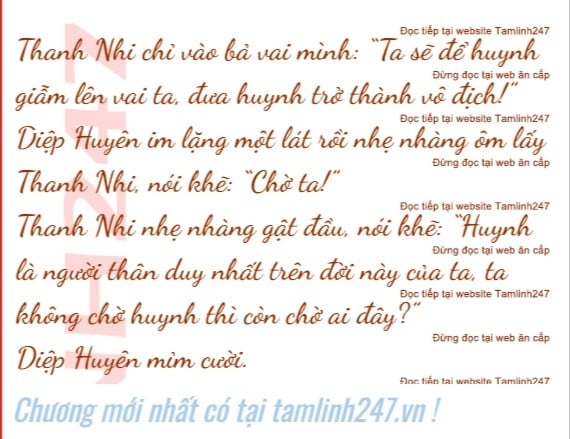 Đọc tiếp tại website Tamlinh247
Thanh Nhi chỉ vào bả vai mình: “Ta sẽ để huynh
Đừng đọc tại web ăn cắp
giẫm lên vai ta, đưa huynh trở thành vô địch!”
Đọc tiếp tại website Tamlinh247
Diệp Huyên im lặng một lát rồi nhẹ nhàng ôm lấy
Đừng đọc tại web ăn cắp
Thanh Nhi, nói khẽ: “Chờ ta!”
Đọc tiếp tại website Tamlinh247
Thanh Nhi nhẹ nhàng gật đầu, nói khẽ: “Huynh
Đừng đọc tại web ăn cắp
là người thân duy nhất trên đời này của ta, ta
Đọc tiếp tại website Tamlinh247
không chờ huynh thì còn chờ ai đây?”
Đừng đọc tại web ăn cắp
Diệp Huyên mỉm cười.
Đọc tiếp tại website Tamlinh247
Chương mới nhất có tại tamlinh247.vn !
NH247